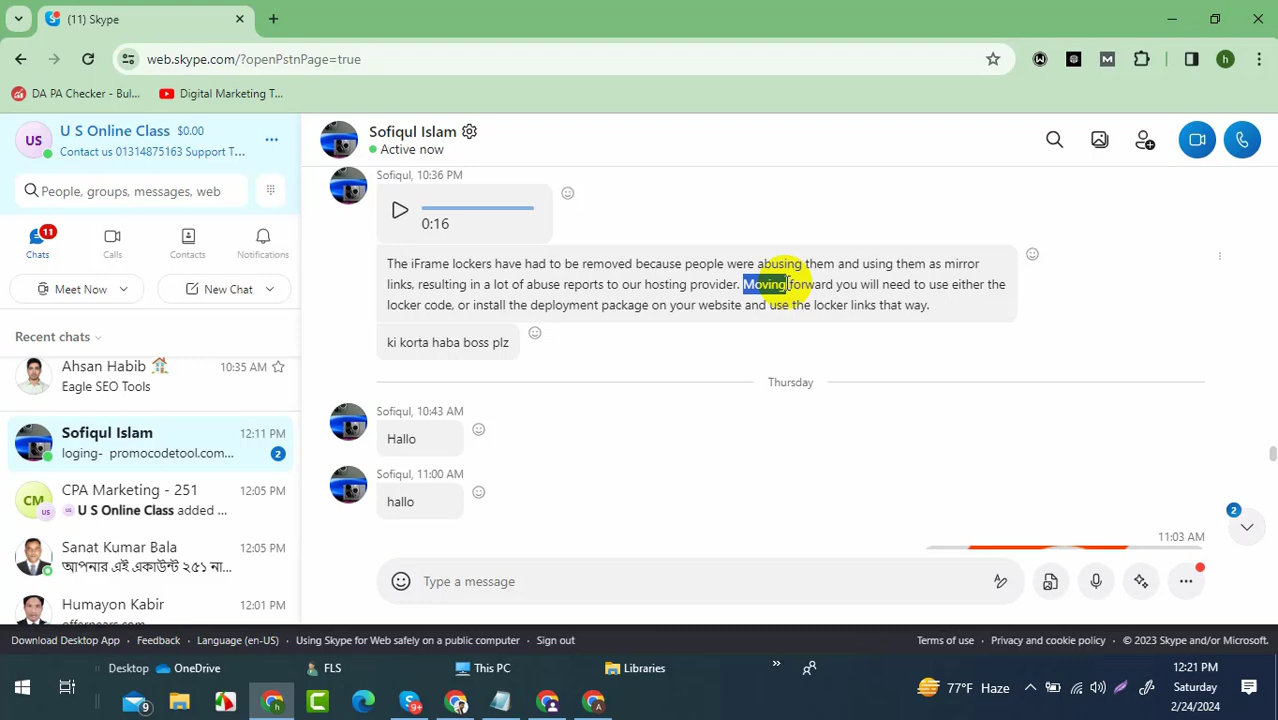 (11) Skype
web.skype.com/?openPstnPage=true
DA PA Checker - Bul...
Digital Marketing T...
US
U S Online Class $0.00
Contact us 01314875163 Support T...
People, groups, messages, web
11
Chats
Calls
Contacts
Notifications
Meet Now
New Chat
Recent chats
Ahsan Habib 10:35 AM
Eagle SEO Tools
Sofiqul Islam 12:11 PM
loging- promocodetool.com... 2
CM
US
CPA Marketing - 251 12:05 PM
US U S Online Class added ...
Sanat Kumar Bala 12:05 PM
আপনার এই একাউন্ট ২৫১ না...
Humayon Kabir 12:01 PM
Sofiqul Islam
Active now
Sofiqul, 10:36 PM
0:16
The iFrame lockers have had to be removed because people were abusing them and using them as mirror
links, resulting in a lot of abuse reports to our hosting provider. Moving forward you will need to use either the
locker code, or install the deployment package on your website and use the locker links that way.
ki korta haba boss plz
Thursday
Sofiqul, 10:43 AM
Hallo
Sofiqul, 11:00 AM
hallo
2
11:03 AM
Type a message
Download Desktop App
Feedback
Language (en-US)
Using Skype for Web safely on a public computer
Sign out
Terms of use
Privacy and cookie policy
© 2023 Skype and/or Microsoft.
Desktop
OneDrive
FLS
This PC
Libraries
9
9+
77°F Haze
12:21 PM
Saturday
2/24/2024